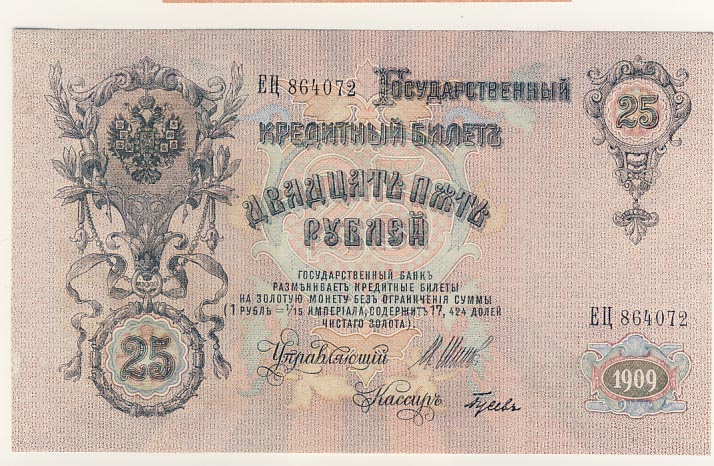 ЕЦ 864072
Государственный
25
Кредитный Билетъ
Двадцать пять
рублей
ГОСУДАРСТВЕННЫЙ БАНКЪ
РАЗМѢНИВАЕТЪ КРЕДИТНЫЕ БИЛЕТЫ
НА ЗОЛОТУЮ МОНЕТУ БЕЗЪ ОГРАНИЧЕНІЯ СУММЫ
(1 РУБЛЬ = 1/15 ИМПЕРІАЛА, СОДЕРЖИТЪ 17, 424 ДОЛЕЙ
ЧИСТАГО ЗОЛОТА).
ЕЦ 864072
25
Управляющій
Кассиръ
Гусевъ
1909